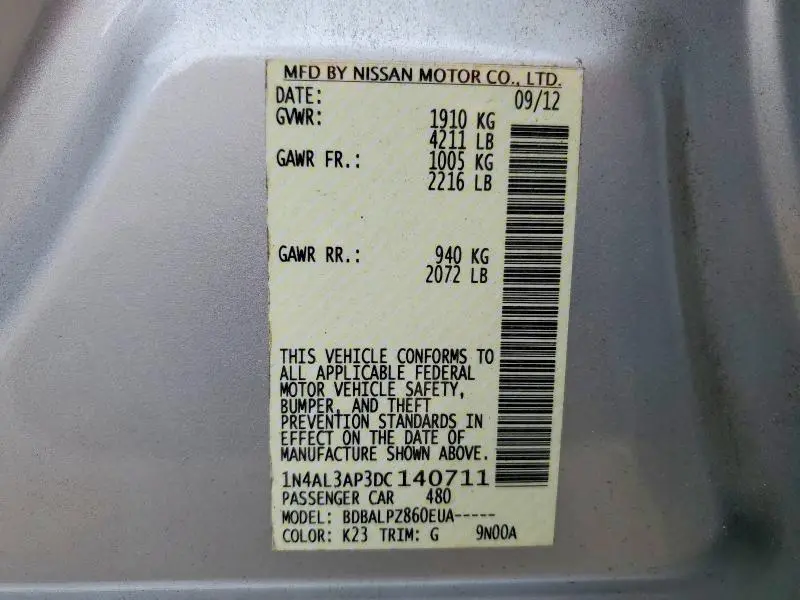 MFD BY NISSAN MOTOR CO., LTD.
DATE: 09/12
GVWR: 1910 KG
4211 LB
GAWR FR.: 1005 KG
2216 LB
GAWR RR.: 940 KG
2072 LB
THIS VEHICLE CONFORMS TO
ALL APPLICABLE FEDERAL
MOTOR VEHICLE SAFETY,
BUMPER, AND THEFT
PREVENTION STANDARDS IN
EFFECT ON THE DATE OF
MANUFACTURE SHOWN ABOVE.
1N4AL3AP3DC140711
PASSENGER CAR 480
MODEL: BDBALPZ860EUA-----
COLOR: K23 TRIM: G 9N00A